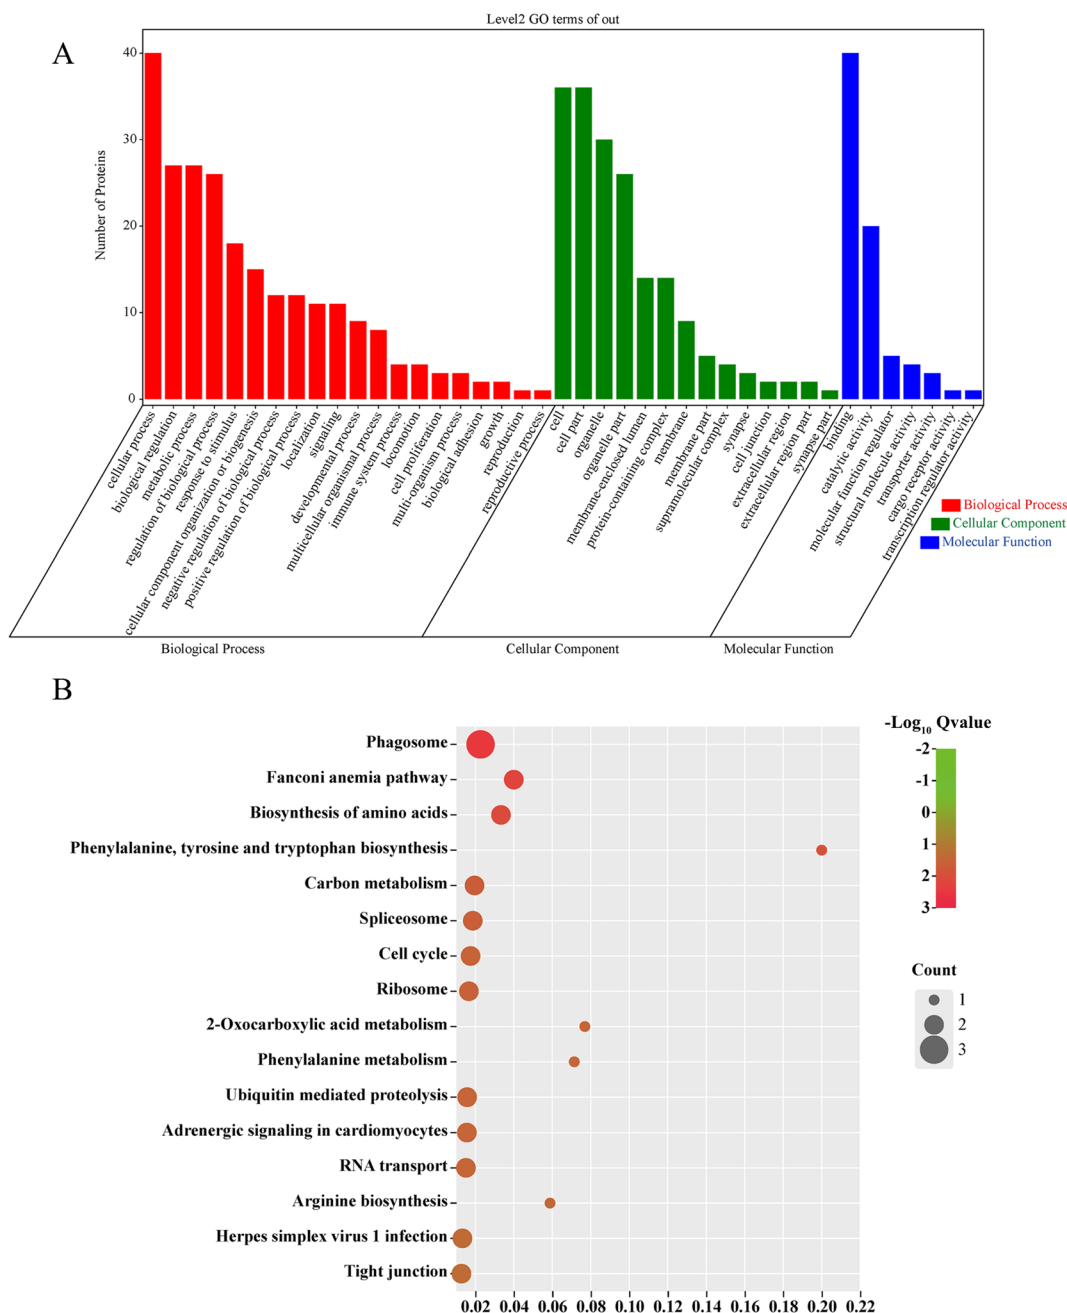 Level2 GO terms of out
A
Number of Proteins
40
30
20
10
0
cellular process
biological regulation
metabolic process
regulation of biological process
response to stimulus
cellular component organization or biogenesis
negative regulation of biological process
positive regulation of biological process
localization
signaling
developmental process
multicellular organismal process
immune system process
locomotion
cell proliferation
multi-organism process
biological adhesion
growth
reproduction
reproductive process
cell
cell part
organelle
organelle part
membrane-enclosed lumen
protein-containing complex
membrane
membrane part
supramolecular complex
synapse
cell junction
extracellular region
extracellular region part
synapse part
binding
catalytic activity
molecular function regulator
structural molecule activity
transporter activity
cargo receptor activity
transcription regulator activity
Biological Process
Cellular Component
Molecular Function
Biological Process
Cellular Component
Molecular Function
B
Phagosome
Fanconi anemia pathway
Biosynthesis of amino acids
Phenylalanine, tyrosine and tryptophan biosynthesis
Carbon metabolism
Spliceosome
Cell cycle
Ribosome
2-Oxocarboxylic acid metabolism
Phenylalanine metabolism
Ubiquitin mediated proteolysis
Adrenergic signaling in cardiomyocytes
RNA transport
Arginine biosynthesis
Herpes simplex virus 1 infection
Tight junction
0.02 0.04 0.06 0.08 0.10 0.12 0.14 0.16 0.18 0.20 0.22
-Log10 Qvalue
-2
-1
0
1
2
3
Count
1
2
3